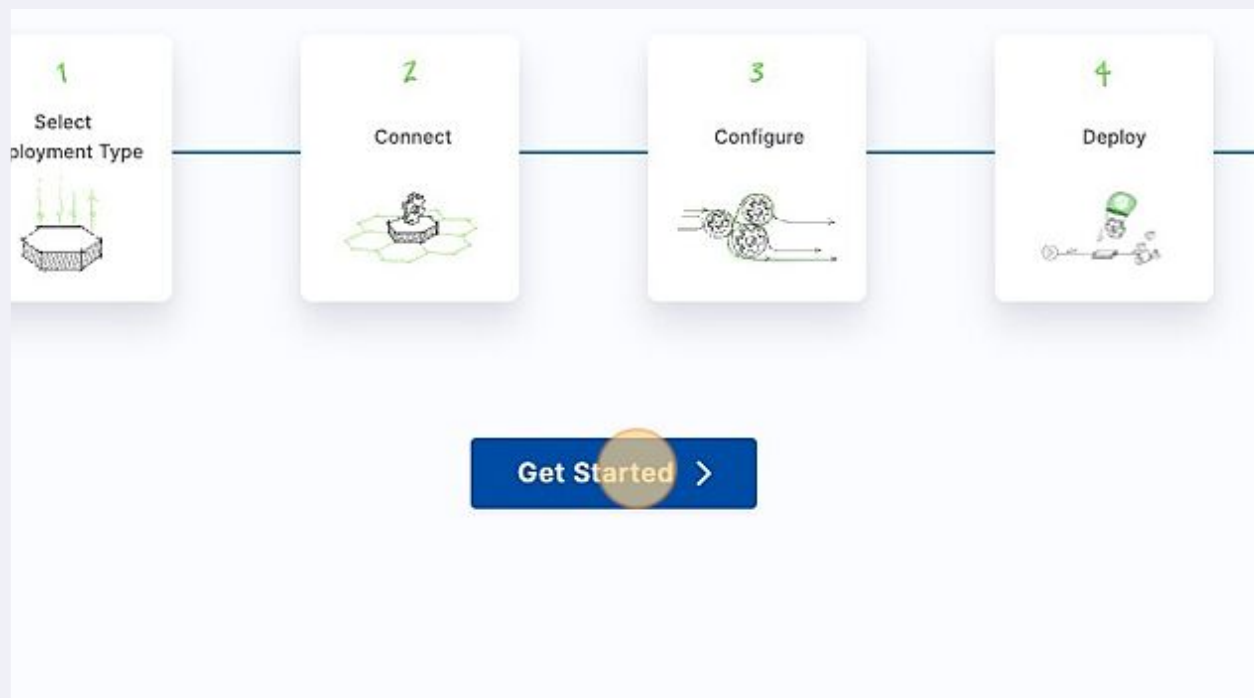 1
Select
ployment Type
2
Connect
3
Configure
4
Deploy
Get Started